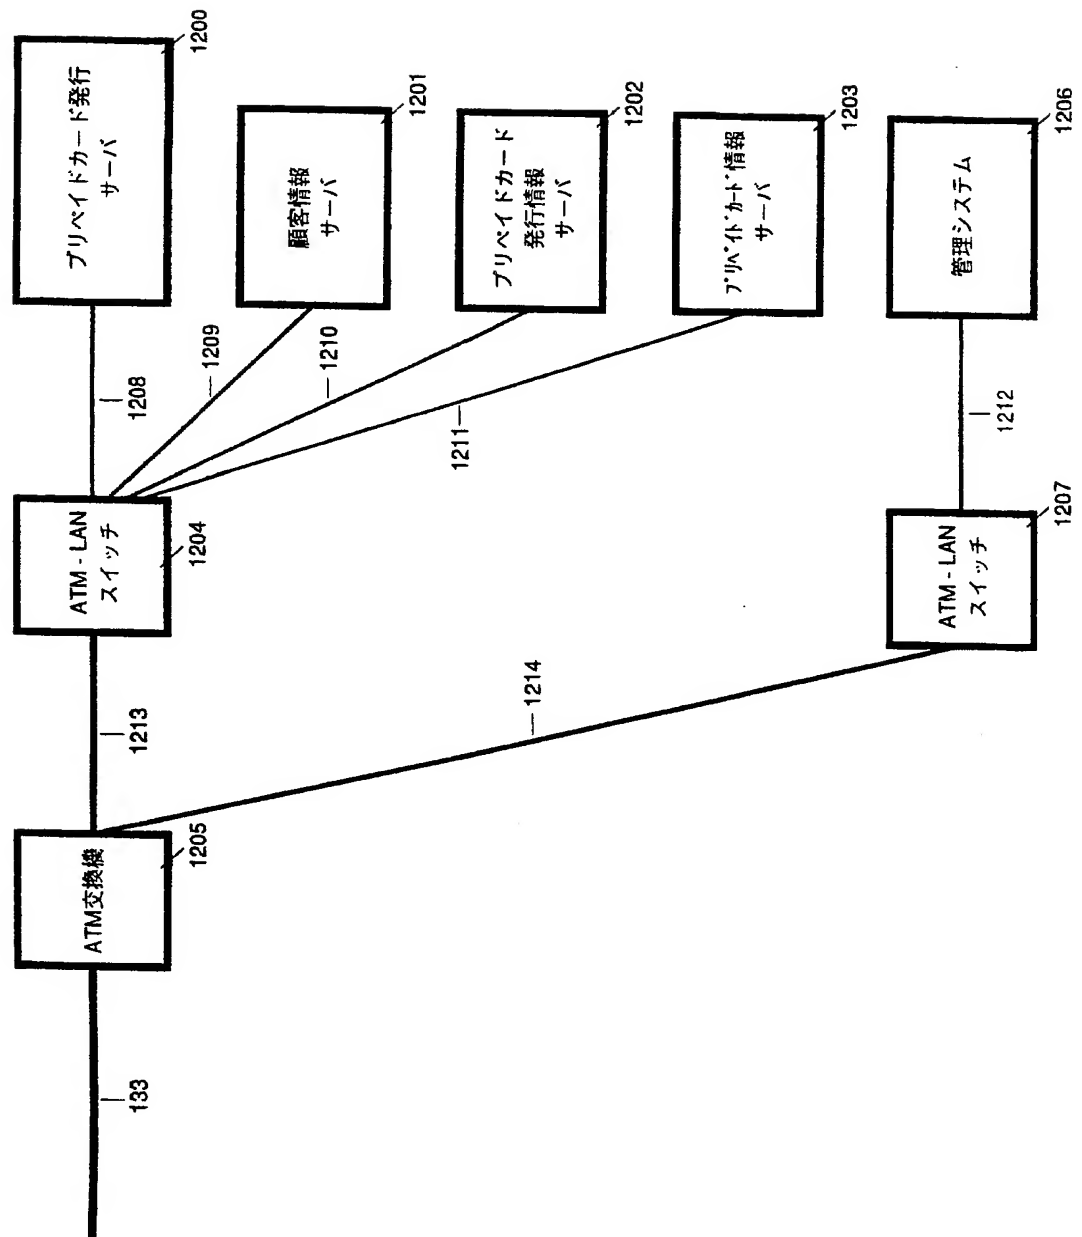 プリペイドカード発行
サーバ
1200
顧客情報
サーバ
1201
プリペイドカード
発行情報
サーバ
1202
プリペイドカード情報
サーバ
1203
管理システム
1206
1208
1209
1210
1211
1212
ATM - LAN
スイッチ
1204
ATM - LAN
スイッチ
1207
1213
1214
ATM交換機
1205
133